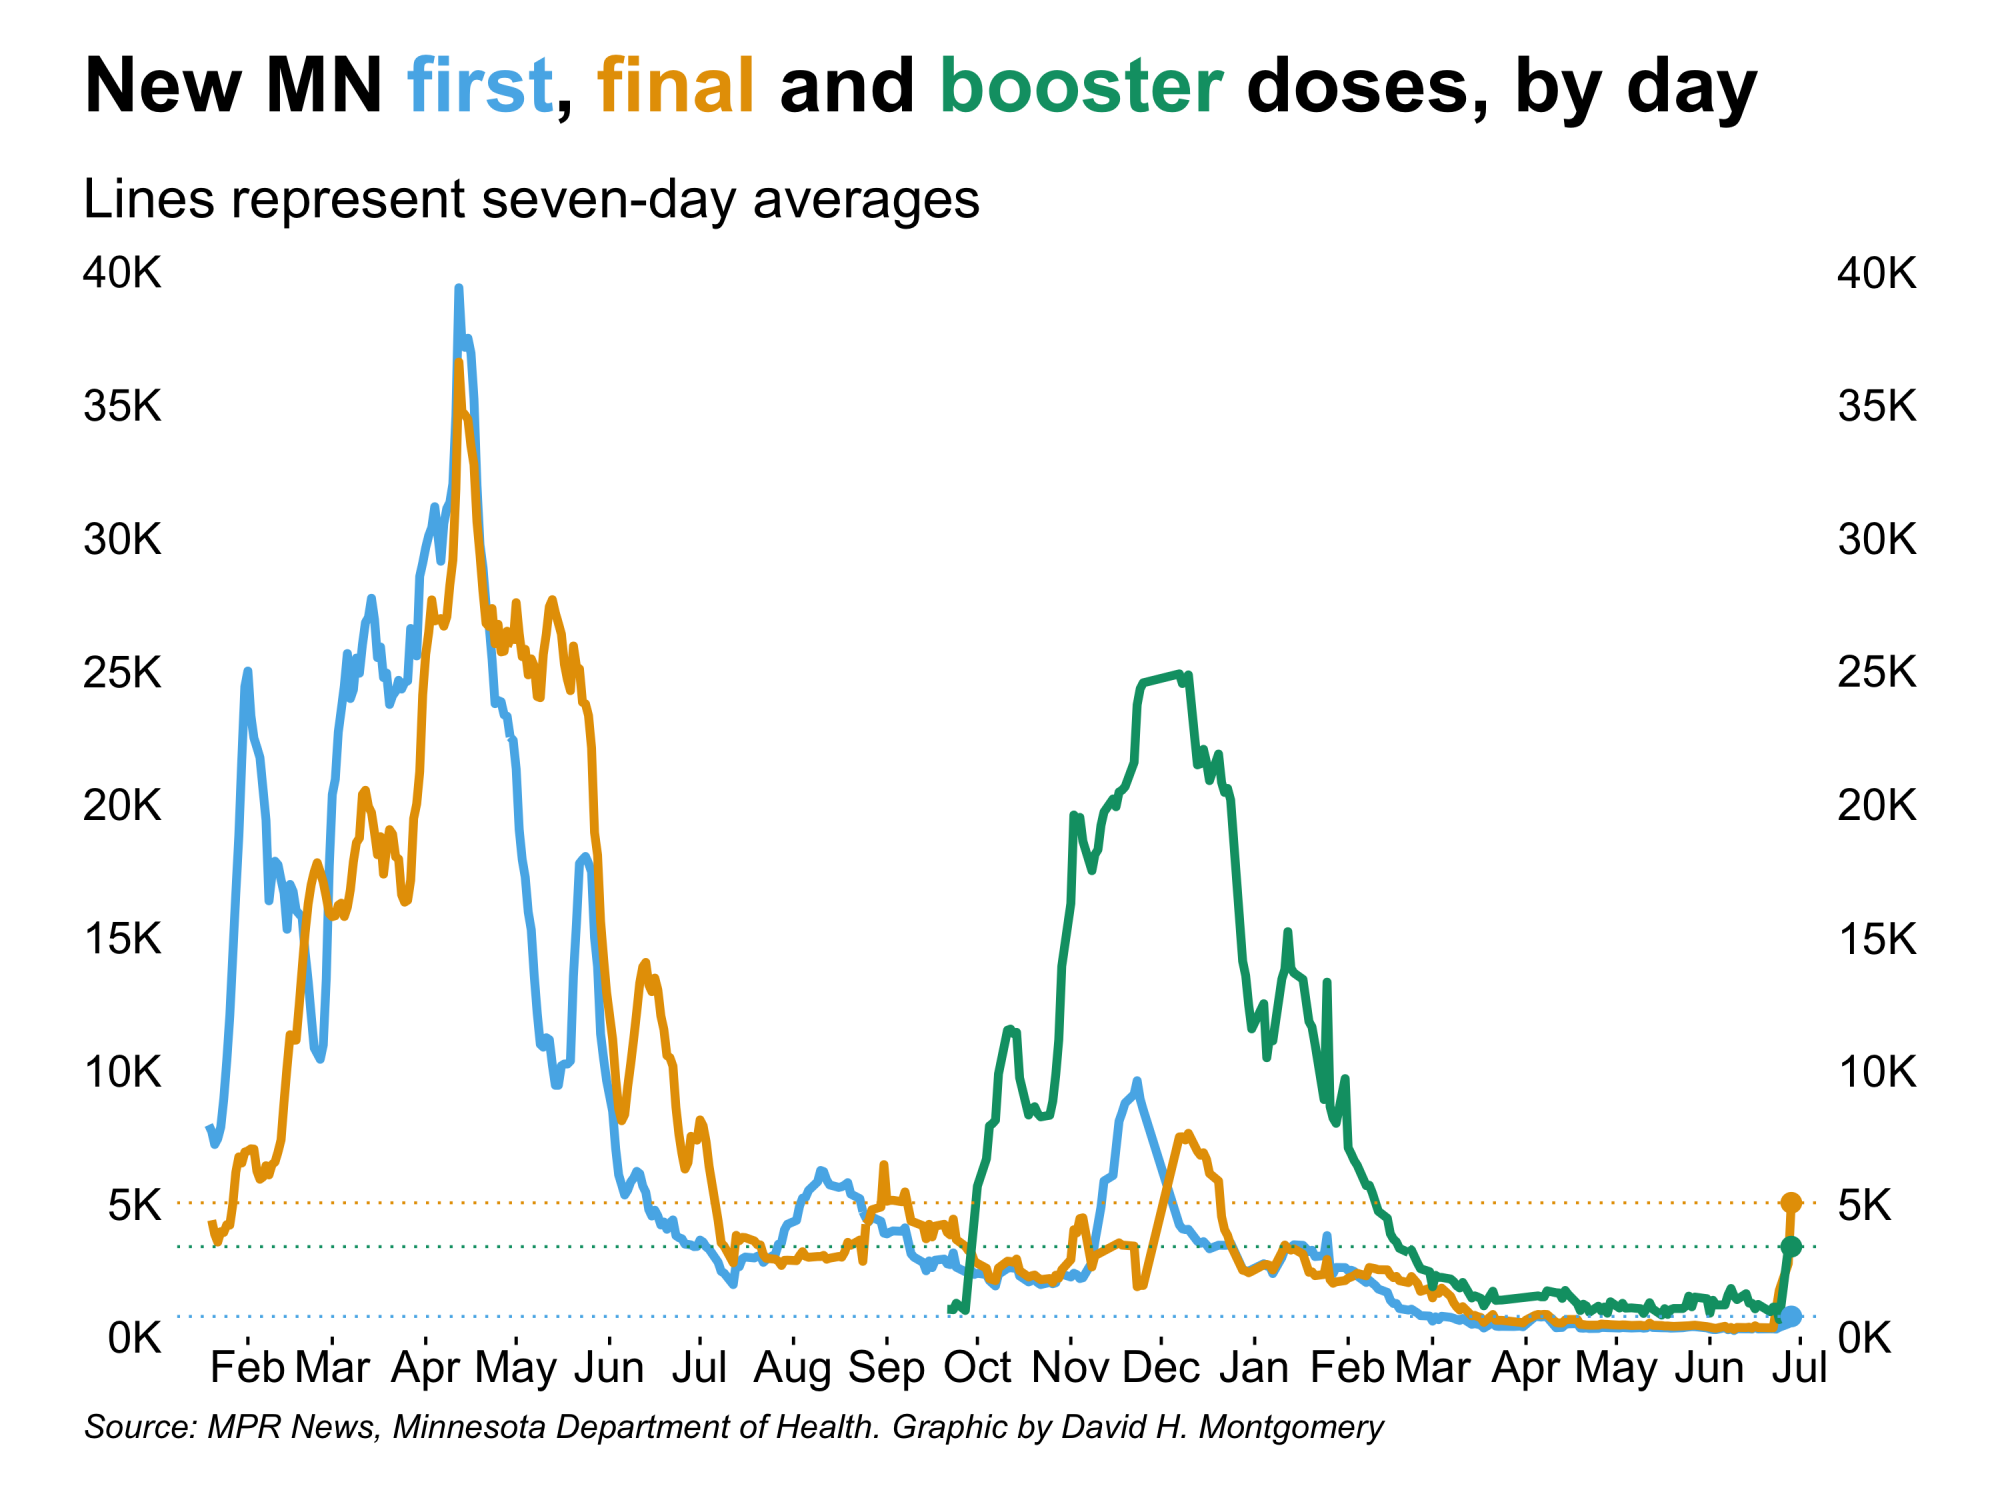 New MN first, final and booster doses, by day
Lines represent seven-day averages
40K 40K
35K 35K
30K 30K
25K 25K
20K 20K
15K 15K
10K 10K
5K 5K
0K 0K
Feb Mar Apr May Jun Jul Aug Sep Oct Nov Dec Jan Feb Mar Apr May Jun Jul
Source: MPR News, Minnesota Department of Health. Graphic by David H. Montgomery